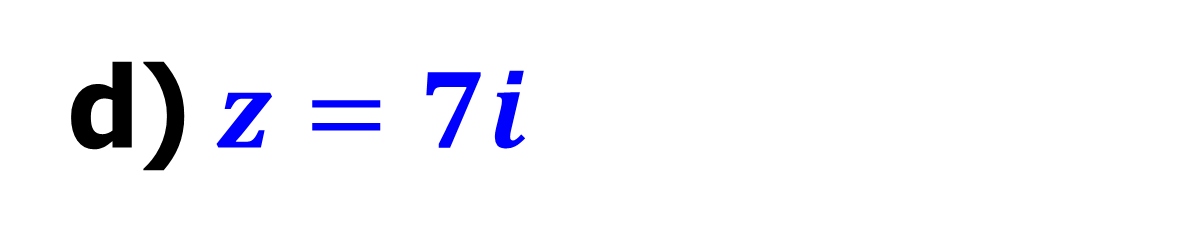 d) z = 7i